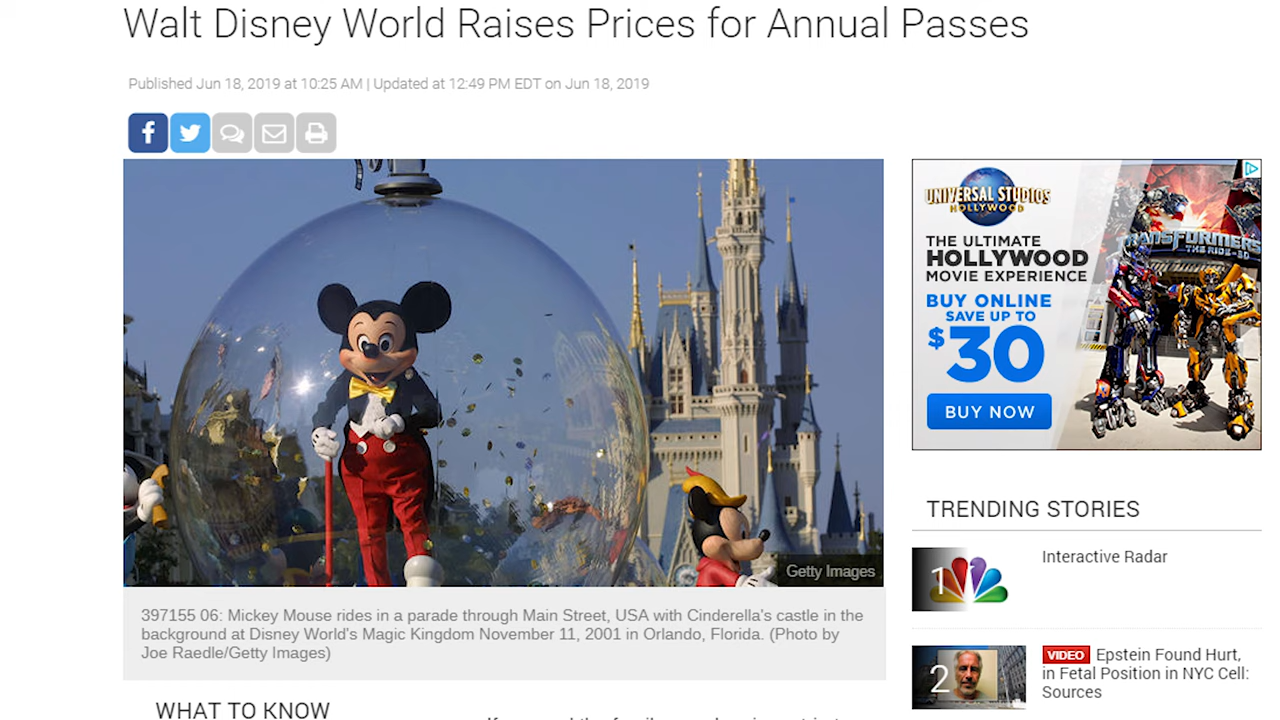 Walt Disney World Raises Prices for Annual Passes
Published Jun 18, 2019 at 10:25 AM | Updated at 12:49 PM EDT on Jun 18, 2019
Getty Images
397155 06: Mickey Mouse rides in a parade through Main Street, USA with Cinderella's castle in the
background at Disney World's Magic Kingdom November 11, 2001 in Orlando, Florida. (Photo by
Joe Raedle/Getty Images)
WHAT TO KNOW
UNIVERSAL STUDIOS
HOLLYWOOD
THE ULTIMATE
HOLLYWOOD
MOVIE EXPERIENCE
BUY ONLINE
SAVE UP TO
$30
BUY NOW
TRANSFORMERS
THE RIDE-3D
TRENDING STORIES
1
Interactive Radar
2
VIDEO Epstein Found Hurt,
in Fetal Position in NYC Cell:
Sources